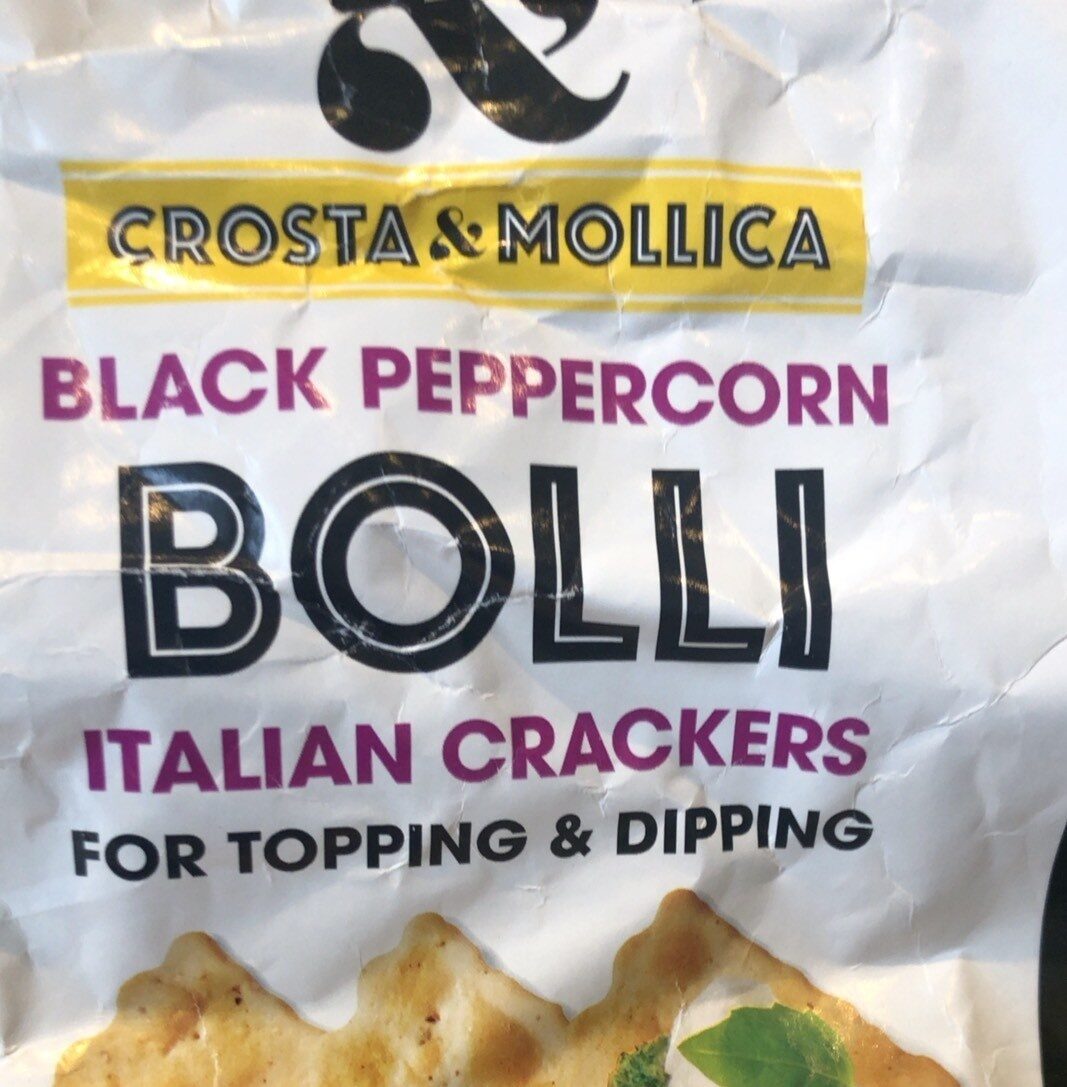 &
CROSTA & MOLLICA
BLACK PEPPERCORN
BOLLI
ITALIAN CRACKERS
FOR TOPPING & DIPPING